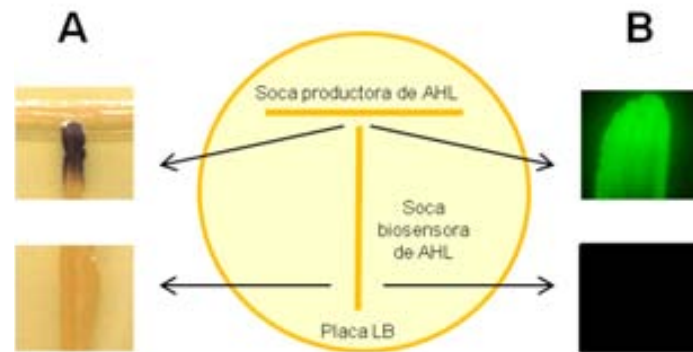 A
B
Soca productora de AHL
Soca
biosensora
de AHL
Placa LB